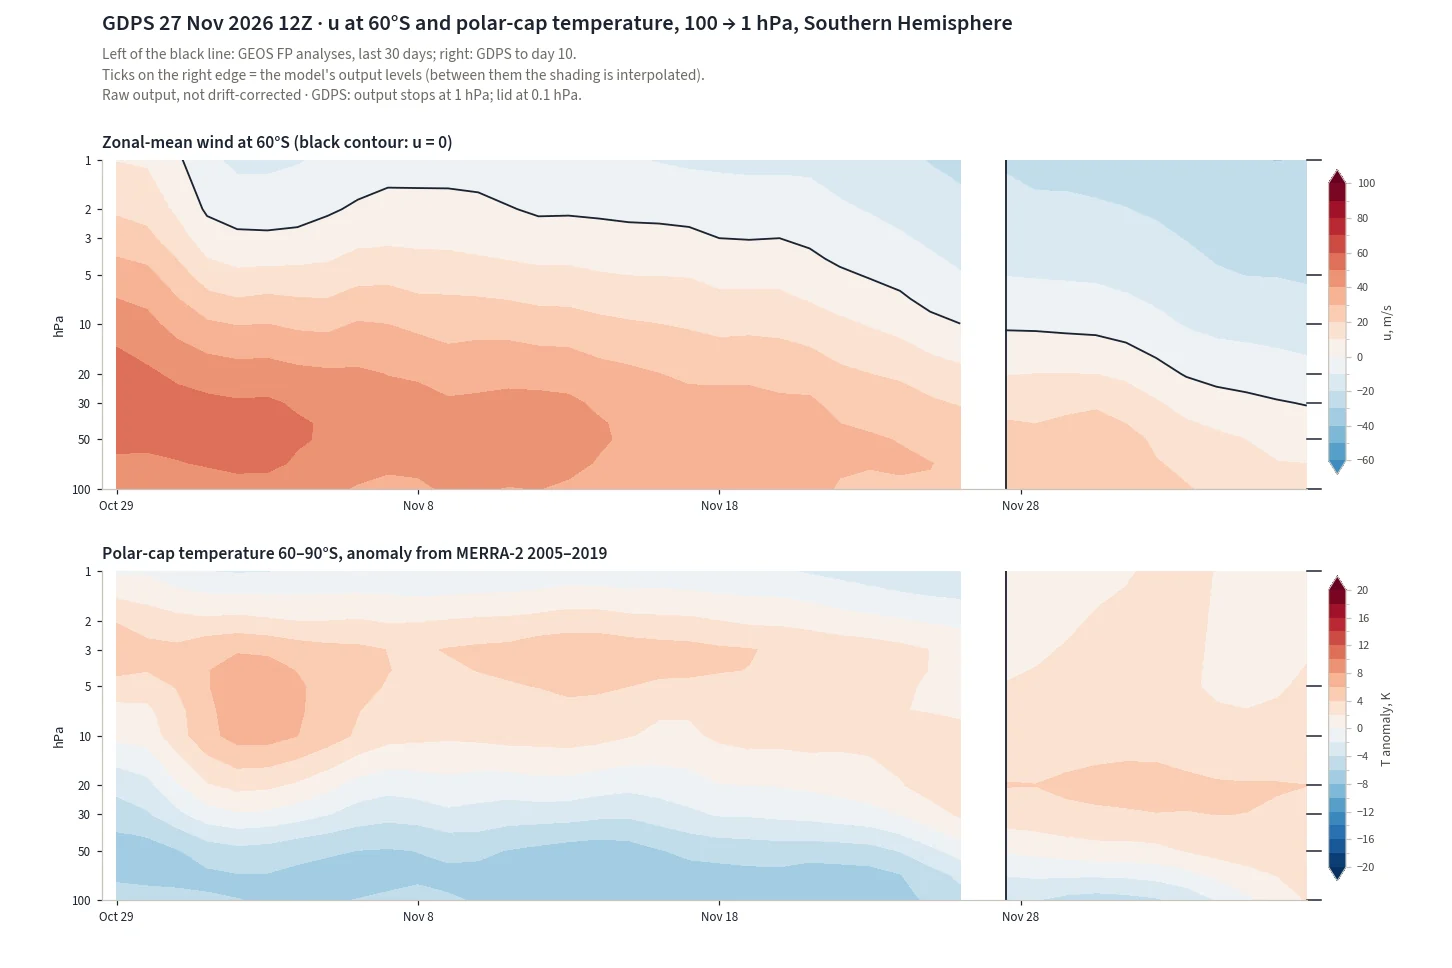 GDPS 27 Nov 2026 12Z · u at 60°S and polar-cap temperature, 100 → 1 hPa, Southern Hemisphere
Left of the black line: GEOS FP analyses, last 30 days; right: GDPS to day 10.
Ticks on the right edge = the model's output levels (between them the shading is interpolated).
Raw output, not drift-corrected · GDPS: output stops at 1 hPa; lid at 0.1 hPa.
Zonal-mean wind at 60°S (black contour: u = 0)
1
2
3
5
10
20
30
50
100
hPa
Oct 29
Nov 8
Nov 18
Nov 28
100
80
60
40
20
0
−20
−40
−60
u, m/s
Polar-cap temperature 60–90°S, anomaly from MERRA-2 2005–2019
1
2
3
5
10
20
30
50
100
hPa
Oct 29
Nov 8
Nov 18
Nov 28
20
16
12
8
4
0
−4
−8
−12
−16
−20
T anomaly, K